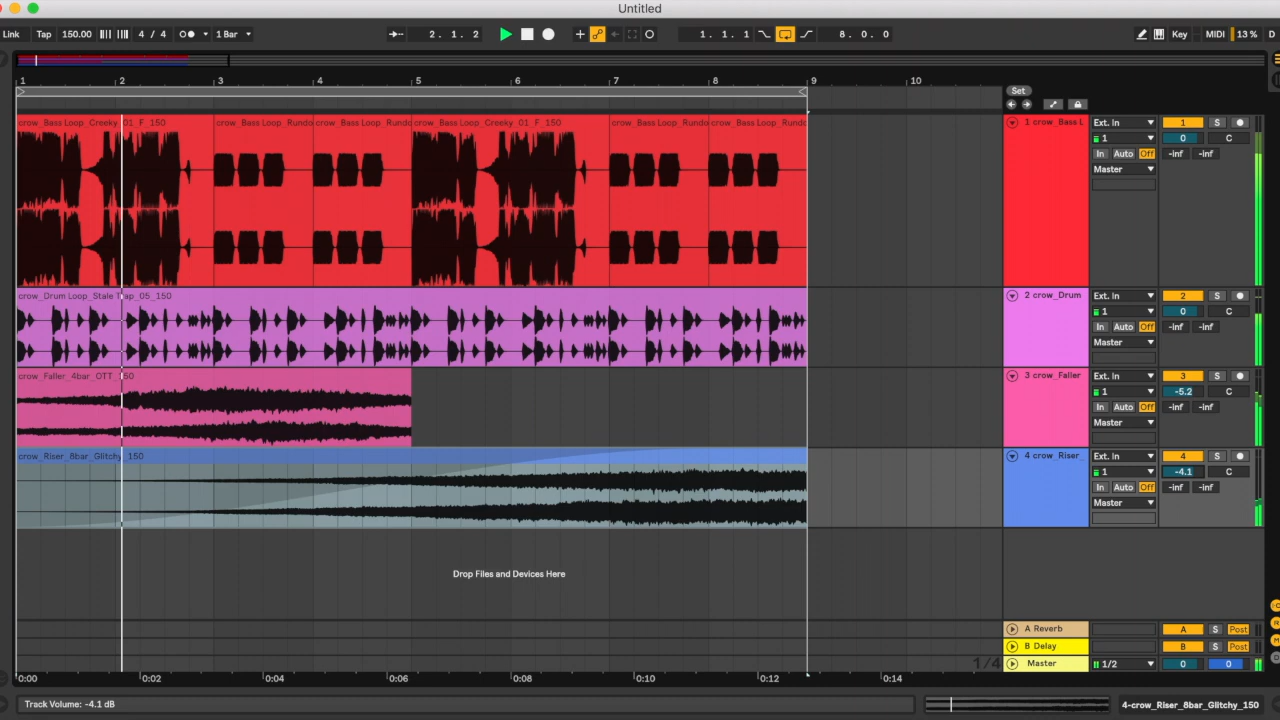 Untitled
Link Tap 150.00 4 / 4 1 Bar 2. 1. 2 1. 1. 1 8. 0. 0 Key MIDI 13 % D
1 2 3 4 5 6 7 8 9 10
Set
crow_Bass Loop_Creeky_01_F_150 crow_Bass Loop_Rundo crow_Bass Loop_Rundo crow_Bass Loop_Creeky_01_F_150 crow_Bass Loop_Rundo crow_Bass Loop_Rundo
1 crow_Bass L Ext. In 1 S
1 0 C
In Auto Off -inf -inf
Master
crow_Drum Loop_Stale Trap_05_150
2 crow_Drum Ext. In 2 S
1 0 C
In Auto Off -inf -inf
Master
crow_Faller_4bar_OTT_150
3 crow_Faller Ext. In 3 S
1 -5.2 C
In Auto Off -inf -inf
Master
crow_Riser_8bar_Glitchy_150
4 crow_Riser_ Ext. In 4 S
1 -4.1 C
In Auto Off -inf -inf
Master
Drop Files and Devices Here
A Reverb A S Post
B Delay B S Post
1/4 Master 1/2 0 0
0:00 0:02 0:04 0:06 0:08 0:10 0:12 0:14
Track Volume: -4.1 dB 4-crow_Riser_8bar_Glitchy_150